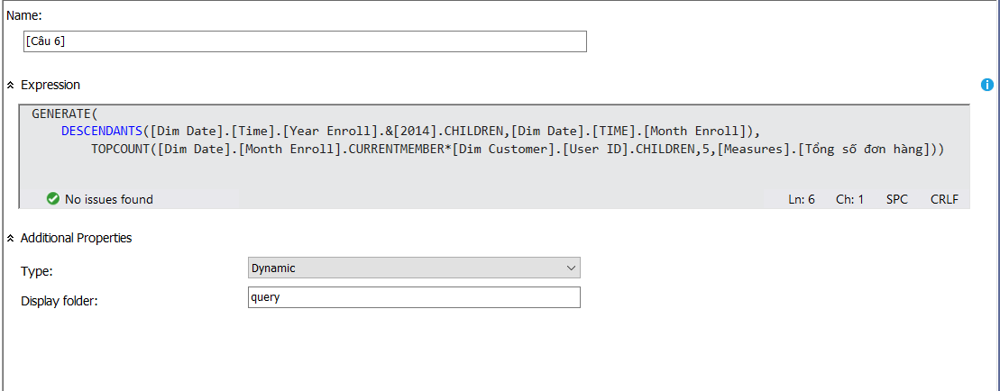 Name:
[Câu 6]
Expression
GENERATE(
DESCENDANTS([Dim Date].[Time].[Year Enroll].&[2014].CHILDREN,[Dim Date].[TIME].[Month Enroll]),
TOPCOUNT([Dim Date].[Month Enroll].CURRENTMEMBER*[Dim Customer].[User ID].CHILDREN,5,[Measures].[Tổng số đơn hàng]))
No issues found Ln: 6 Ch: 1 SPC CRLF
Additional Properties
Type: Dynamic
Display folder: query